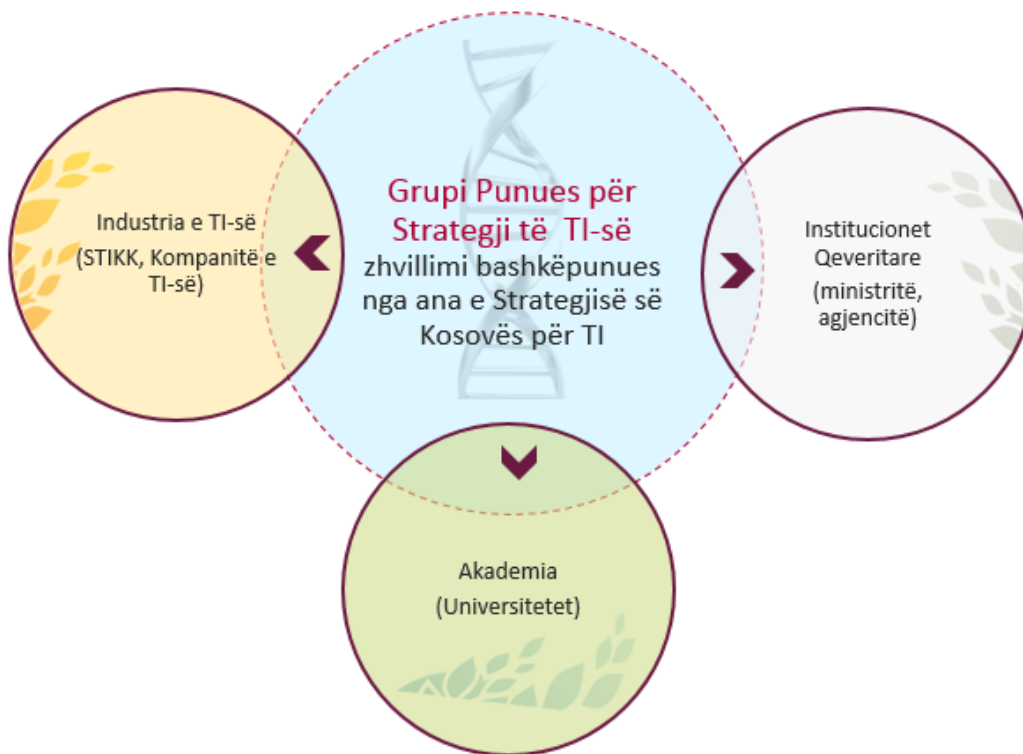 Grupi Punues për
Strategji të TI-së
zhvillimi bashkëpunues
nga ana e Strategjisë së
Kosovës për TI
Industria e TI-së
(STIKK, Kompanitë e
TI-së)
Institucionet
Qeveritare
(ministritë,
agjencitë)
Akademia
(Universitetet)